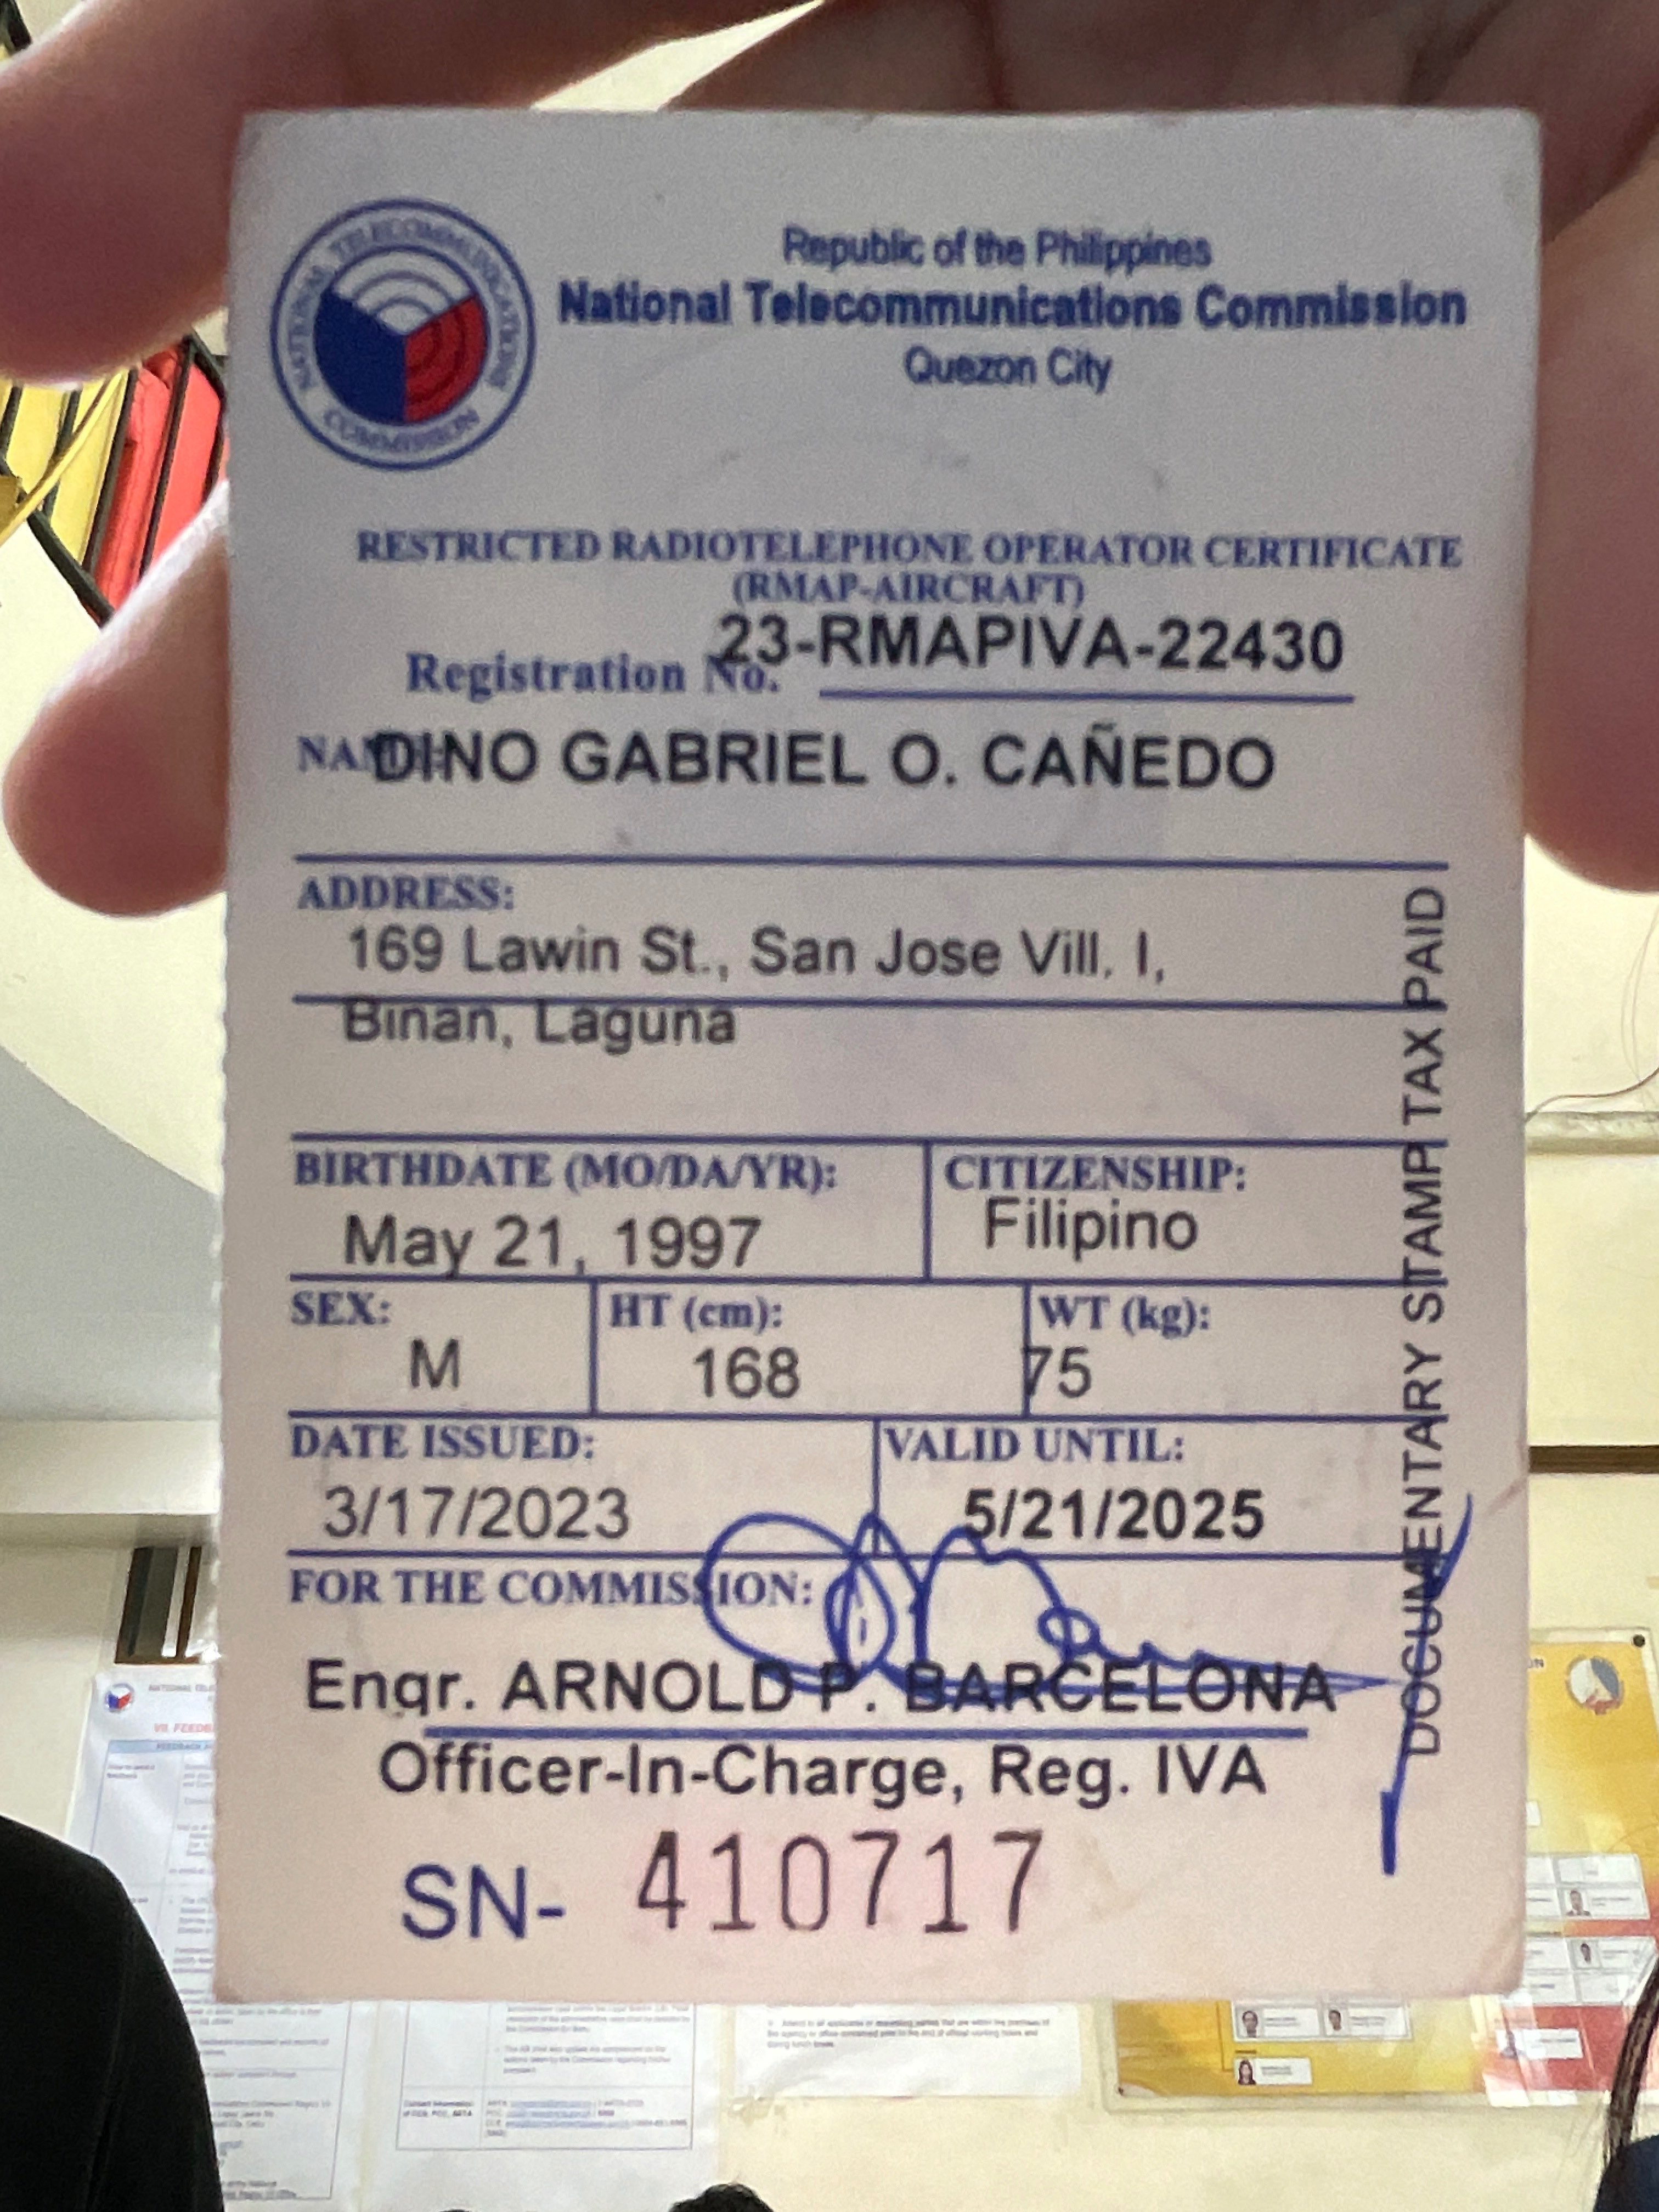 NATIONAL TELECOMMUNICATIONS COMMISSION
Republic of the Philippines
National Telecommunications Commission
Quezon City
RESTRICTED RADIOTELEPHONE OPERATOR CERTIFICATE
(RMAP-AIRCRAFT)
Registration No. 23-RMAPIVA-22430
NAME: DINO GABRIEL O. CAÑEDO
ADDRESS:
169 Lawin St., San Jose Vill. I,
Binan, Laguna
BIRTHDATE (MO/DA/YR): CITIZENSHIP:
May 21, 1997 Filipino
SEX: HT (cm): WT (kg):
M 168 75
DATE ISSUED: VALID UNTIL:
3/17/2023 5/21/2025
FOR THE COMMISSION:
Engr. ARNOLD P. BARCELONA
Officer-In-Charge, Reg. IVA
SN- 410717
DOCUMENTARY STAMP TAX PAID